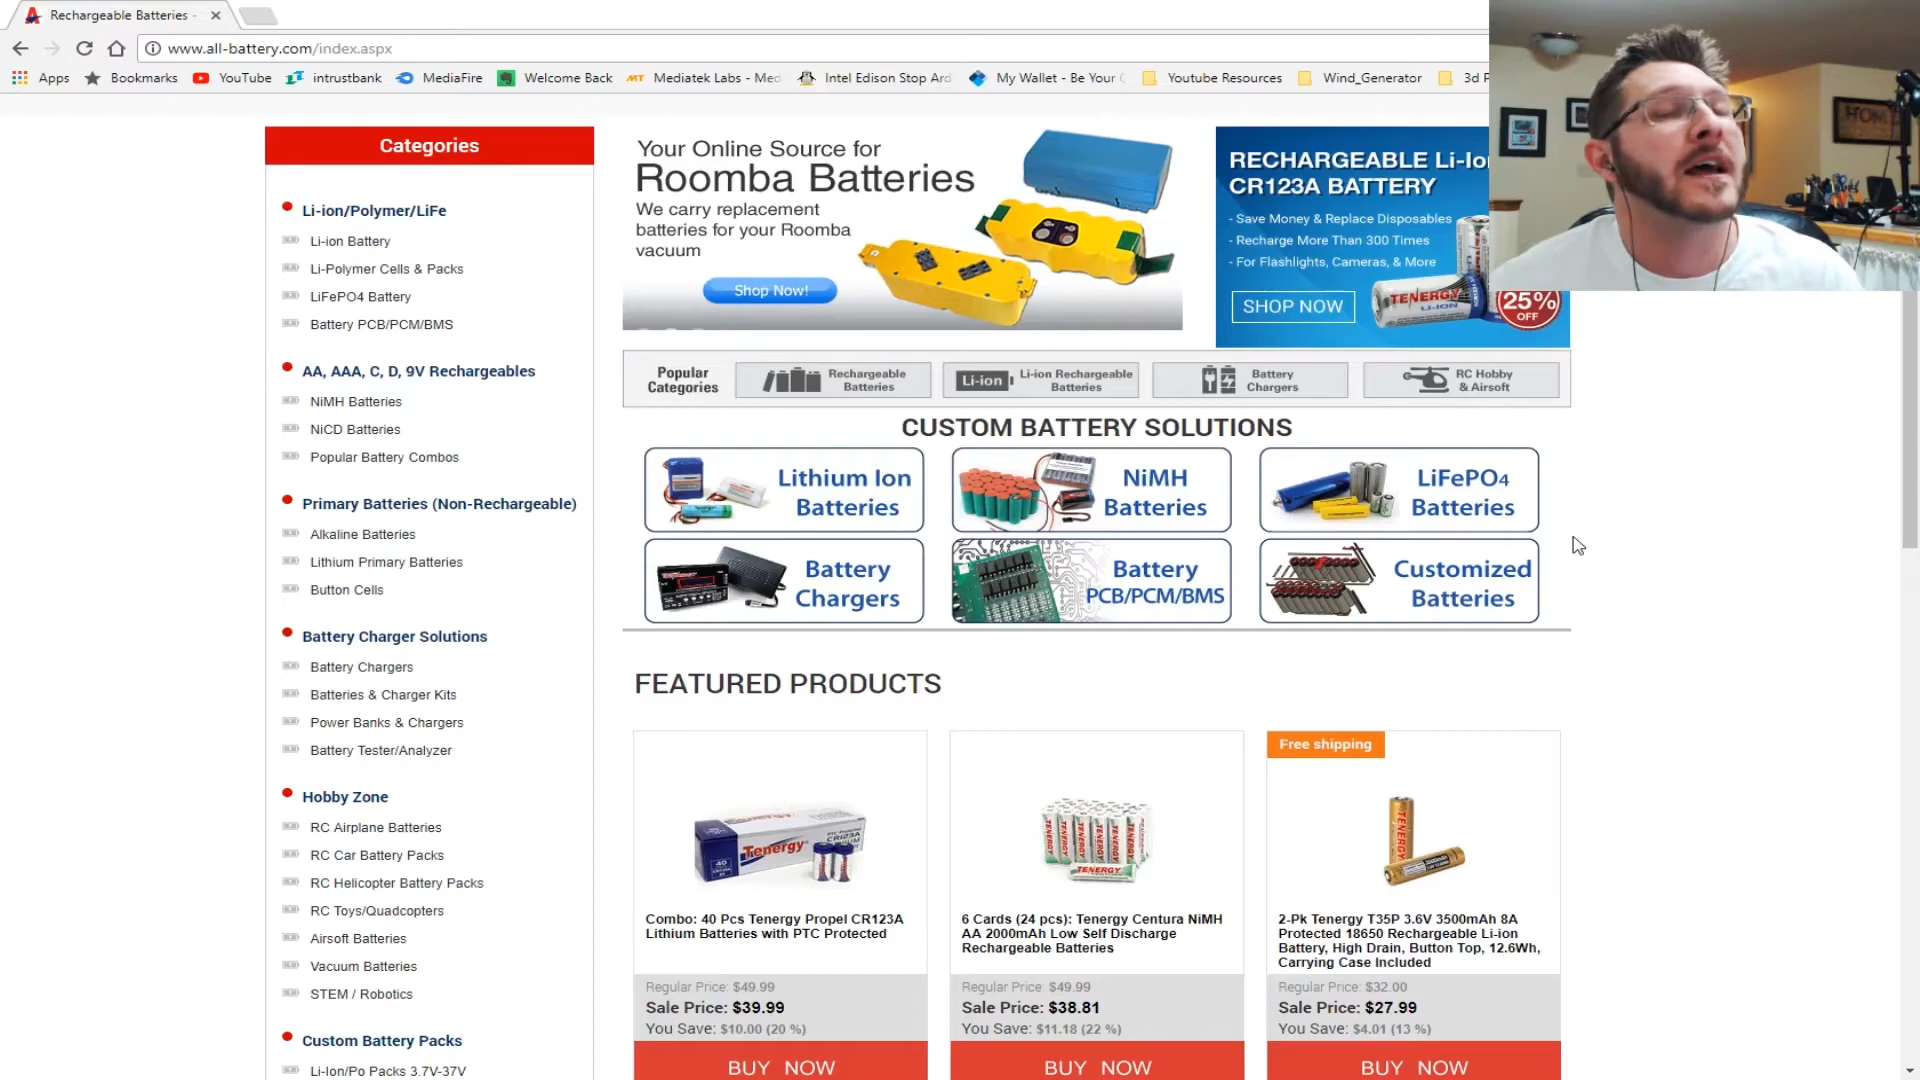 Rechargeable Batteries -
www.all-battery.com/index.aspx
Apps
Bookmarks
YouTube
intrustbank
MediaFire
Welcome Back
Mediatek Labs - Med
Intel Edison Stop Ard
My Wallet - Be Your
Youtube Resources
Wind_Generator
3d P
HOME
Categories
Li-ion/Polymer/LiFe
Li-ion Battery
Li-Polymer Cells & Packs
LiFePO4 Battery
Battery PCB/PCM/BMS
AA, AAA, C, D, 9V Rechargeables
NiMH Batteries
NiCD Batteries
Popular Battery Combos
Primary Batteries (Non-Rechargeable)
Alkaline Batteries
Lithium Primary Batteries
Button Cells
Battery Charger Solutions
Battery Chargers
Batteries & Charger Kits
Power Banks & Chargers
Battery Tester/Analyzer
Hobby Zone
RC Airplane Batteries
RC Car Battery Packs
RC Helicopter Battery Packs
RC Toys/Quadcopters
Airsoft Batteries
Vacuum Batteries
STEM / Robotics
Custom Battery Packs
Li-Ion/Po Packs 3.7V-37V
Your Online Source for
Roomba Batteries
We carry replacement
batteries for your Roomba
vacuum
Shop Now!
RECHARGEABLE Li-Io
CR123A BATTERY
- Save Money & Replace Disposables
- Recharge More Than 300 Times
- For Flashlights, Cameras, & More
SHOP NOW
TENERGY
Li-ION
25%
OFF
Popular
Categories
Rechargeable
Batteries
Li-ion
Li-ion Rechargeable
Batteries
Battery
Chargers
RC Hobby
& Airsoft
CUSTOM BATTERY SOLUTIONS
Lithium Ion
Batteries
NiMH
Batteries
LiFePO4
Batteries
Battery
Chargers
Battery
PCB/PCM/BMS
Customized
Batteries
FEATURED PRODUCTS
Tenergy
CR123A
40
Combo: 40 Pcs Tenergy Propel CR123A
Lithium Batteries with PTC Protected
Regular Price: $49.99
Sale Price: $39.99
You Save: $10.00 (20 %)
BUY NOW
TENERGY
6 Cards (24 pcs): Tenergy Centura NiMH
AA 2000mAh Low Self Discharge
Rechargeable Batteries
Regular Price: $49.99
Sale Price: $38.81
You Save: $11.18 (22 %)
BUY NOW
Free shipping
TENERGY
2-Pk Tenergy T35P 3.6V 3500mAh 8A
Protected 18650 Rechargeable Li-ion
Battery, High Drain, Button Top, 12.6Wh,
Carrying Case Included
Regular Price: $32.00
Sale Price: $27.99
You Save: $4.01 (13 %)
BUY NOW